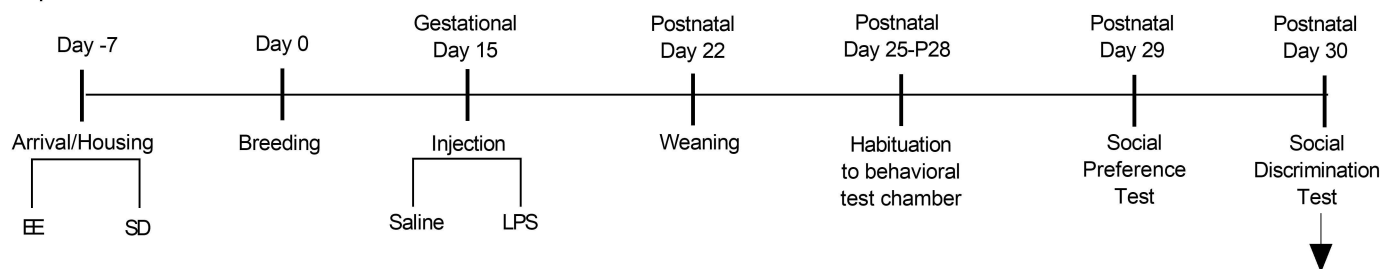 Day -7
Day 0
Gestational
Day 15
Postnatal
Day 22
Postnatal
Day 25-P28
Postnatal
Day 29
Postnatal
Day 30
Arrival/Housing
EE
SD
Breeding
Injection
Saline
LPS
Weaning
Habituation
to behavioral
test chamber
Social
Preference
Test
Social
Discrimination
Test